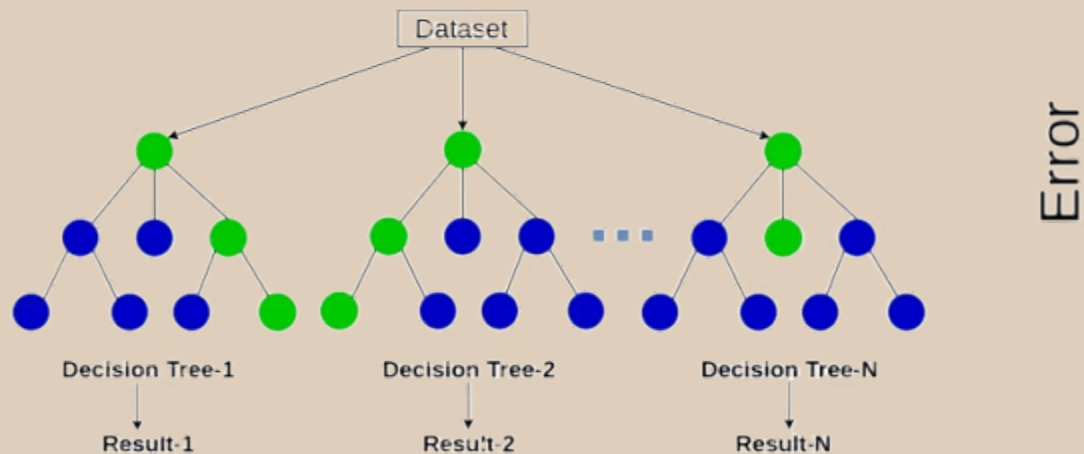 Dataset
Error
Decision Tree-1
Decision Tree-2
Decision Tree-N
Result-1
Result-2
Result-N